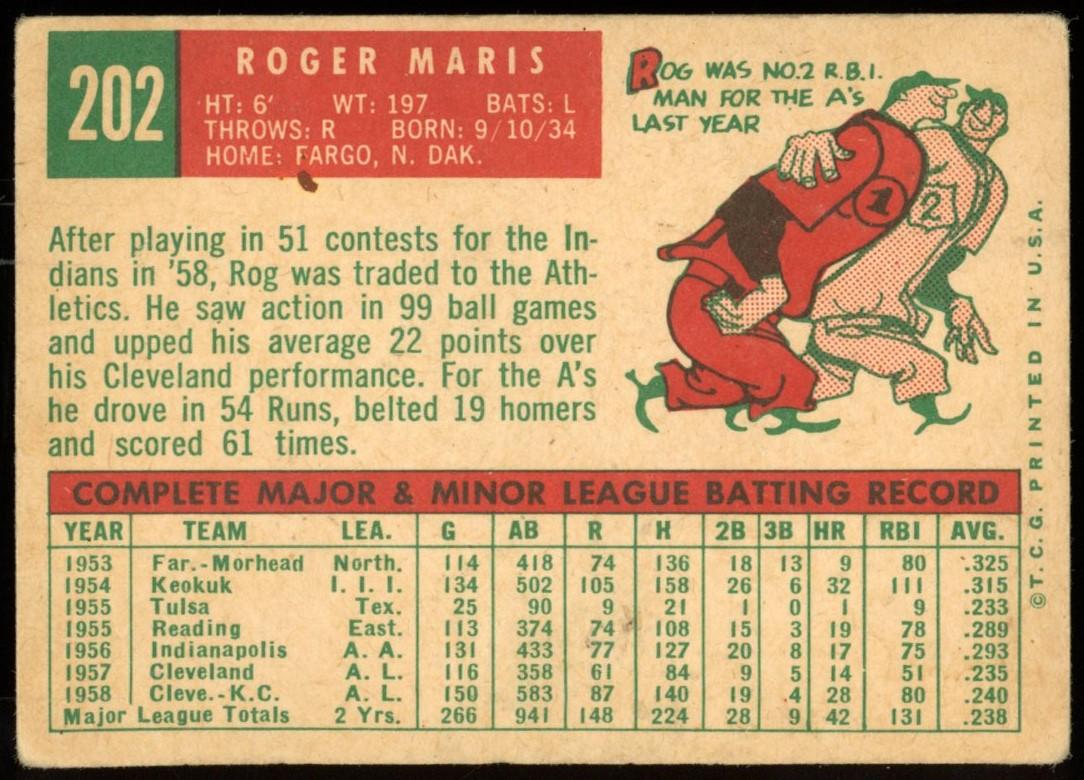 202
ROGER MARIS
HT: 6' WT: 197 BATS: L
THROWS: R BORN: 9/10/34
HOME: FARGO, N. DAK.
ROG WAS NO.2 R.B.I.
MAN FOR THE A'S
LAST YEAR
1
2
After playing in 51 contests for the In-
dians in '58, Rog was traded to the Ath-
letics. He saw action in 99 ball games
and upped his average 22 points over
his Cleveland performance. For the A's
he drove in 54 Runs, belted 19 homers
and scored 61 times.
COMPLETE MAJOR & MINOR LEAGUE BATTING RECORD
YEAR TEAM LEA. G AB R H 2B 3B HR RBI AVG.
1953 Far.-Morhead North. 114 418 74 136 18 13 9 80 .325
1954 Keokuk I. I. I. 134 502 105 158 26 6 32 111 .315
1955 Tulsa Tex. 25 90 9 21 1 0 1 9 .233
1955 Reading East. 113 374 74 108 15 3 19 78 .289
1956 Indianapolis A. A. 131 433 77 127 20 8 17 75 .293
1957 Cleveland A. L. 116 358 61 84 9 5 14 51 .235
1958 Cleve.-K.C. A. L. 150 583 87 140 19 4 28 80 .240
Major League Totals 2 Yrs. 266 941 148 224 28 9 42 131 .238
©T. C. G. PRINTED IN U.S.A.